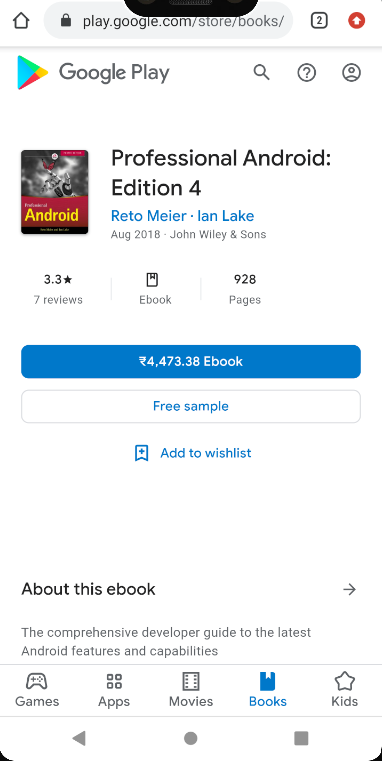 play.google.com/store/books/
2
Google Play
Professional
Android
Professional Android:
Edition 4
Reto Meier · Ian Lake
Aug 2018 · John Wiley & Sons
3.3★
7 reviews
Ebook
928
Pages
₹4,473.38 Ebook
Free sample
Add to wishlist
About this ebook
The comprehensive developer guide to the latest
Android features and capabilities
Games
Apps
Movies
Books
Kids